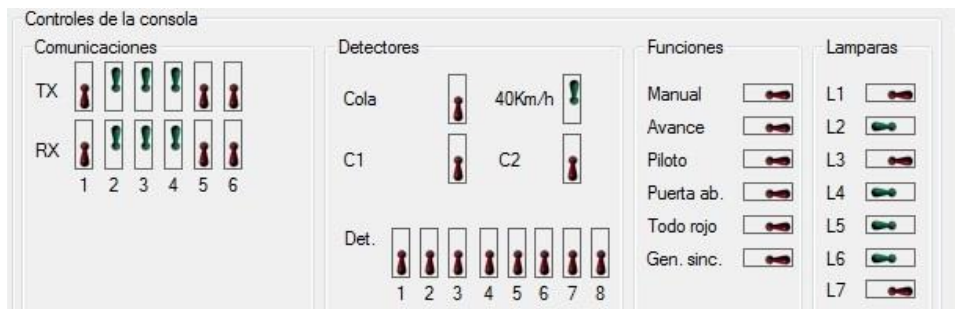 Controles de la consola
Comunicaciones
TX
RX
1 2 3 4 5 6
Detectores
Cola 40Km/h
C1 C2
Det.
1 2 3 4 5 6 7 8
Funciones
Manual
Avance
Piloto
Puerta ab.
Todo rojo
Gen. sinc.
Lamparas
L1
L2
L3
L4
L5
L6
L7